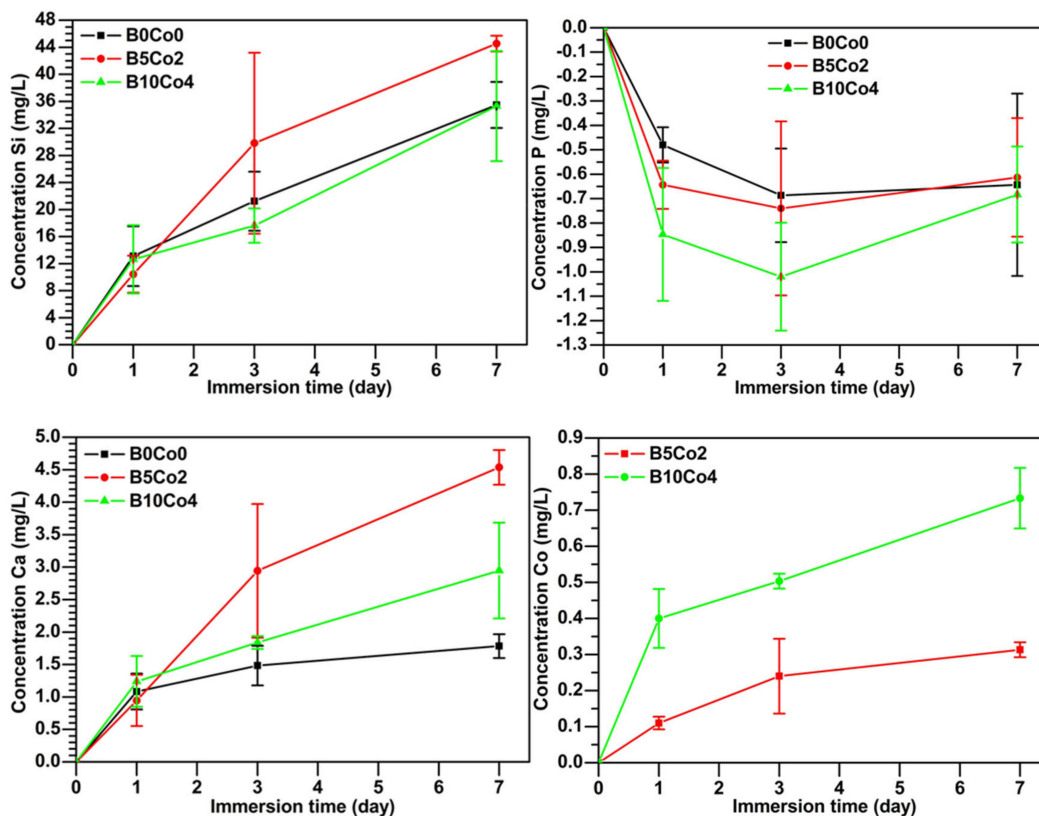 48
44
40
36
32
28
24
20
16
12
8
4
0
Concentration Si (mg/L)
B0Co0
B5Co2
B10Co4
0 1 2 3 4 5 6 7
Immersion time (day)
0.0
-0.1
-0.2
-0.3
-0.4
-0.5
-0.6
-0.7
-0.8
-0.9
-1.0
-1.1
-1.2
-1.3
Concentration P (mg/L)
B0Co0
B5Co2
B10Co4
0 1 2 3 4 5 6 7
Immersion time (day)
5.0
4.5
4.0
3.5
3.0
2.5
2.0
1.5
1.0
0.5
0.0
Concentration Ca (mg/L)
B0Co0
B5Co2
B10Co4
0 1 2 3 4 5 6 7
Immersion time (day)
0.9
0.8
0.7
0.6
0.5
0.4
0.3
0.2
0.1
0.0
Concentration Co (mg/L)
B5Co2
B10Co4
0 1 2 3 4 5 6 7
Immersion time (day)